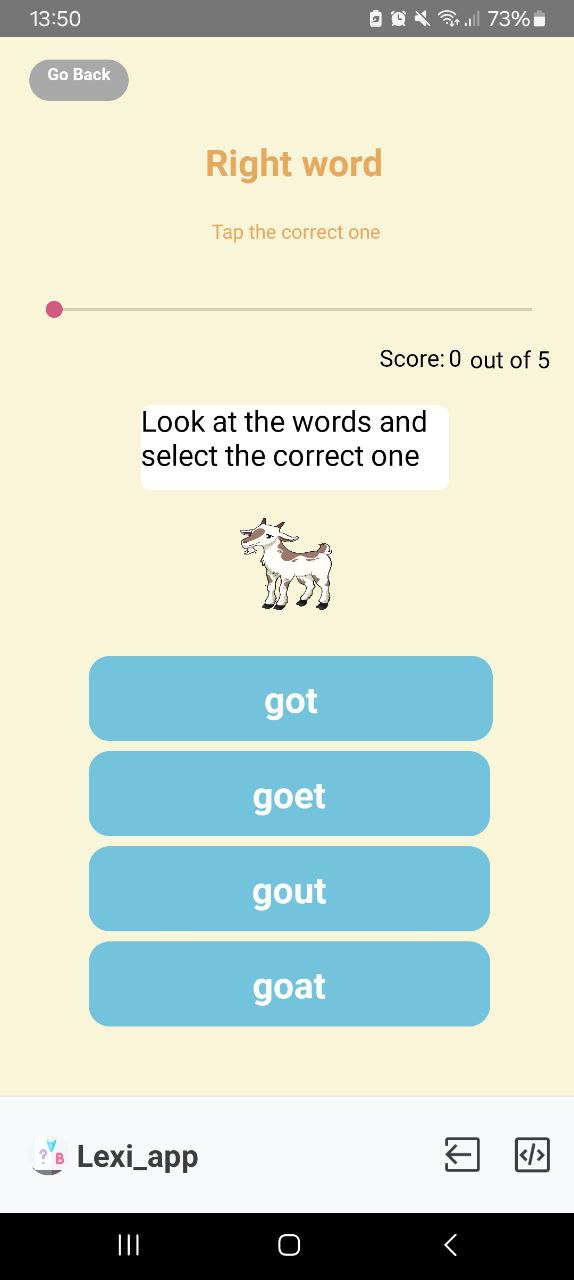 13:50
73%
Go Back
Right word
Tap the correct one
Score: 0 out of 5
Look at the words and
select the correct one
got
goet
gout
goat
? B
Lexi_app